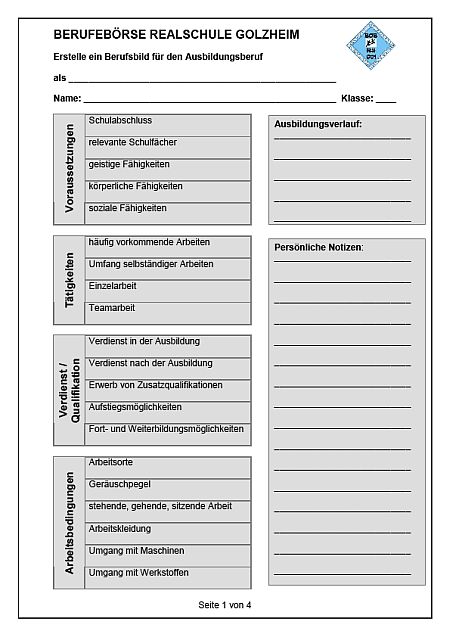 BERUFEBÖRSE REALSCHULE GOLZHEIM
Erstelle ein Berufsbild für den Ausbildungsberuf
als
Name: Klasse:
Voraussetzungen
Schulabschluss
relevante Schulfächer
geistige Fähigkeiten
körperliche Fähigkeiten
soziale Fähigkeiten
Ausbildungsverlauf:
Tätigkeiten
häufig vorkommende Arbeiten
Umfang selbständiger Arbeiten
Einzelarbeit
Teamarbeit
Verdienst /
Qualifikation
Verdienst in der Ausbildung
Verdienst nach der Ausbildung
Erwerb von Zusatzqualifikationen
Aufstiegsmöglichkeiten
Fort- und Weiterbildungsmöglichkeiten
Arbeitsbedingungen
Arbeitsorte
Geräuschpegel
stehende, gehende, sitzende Arbeit
Arbeitskleidung
Umgang mit Maschinen
Umgang mit Werkstoffen
Persönliche Notizen:
Seite 1 von 4